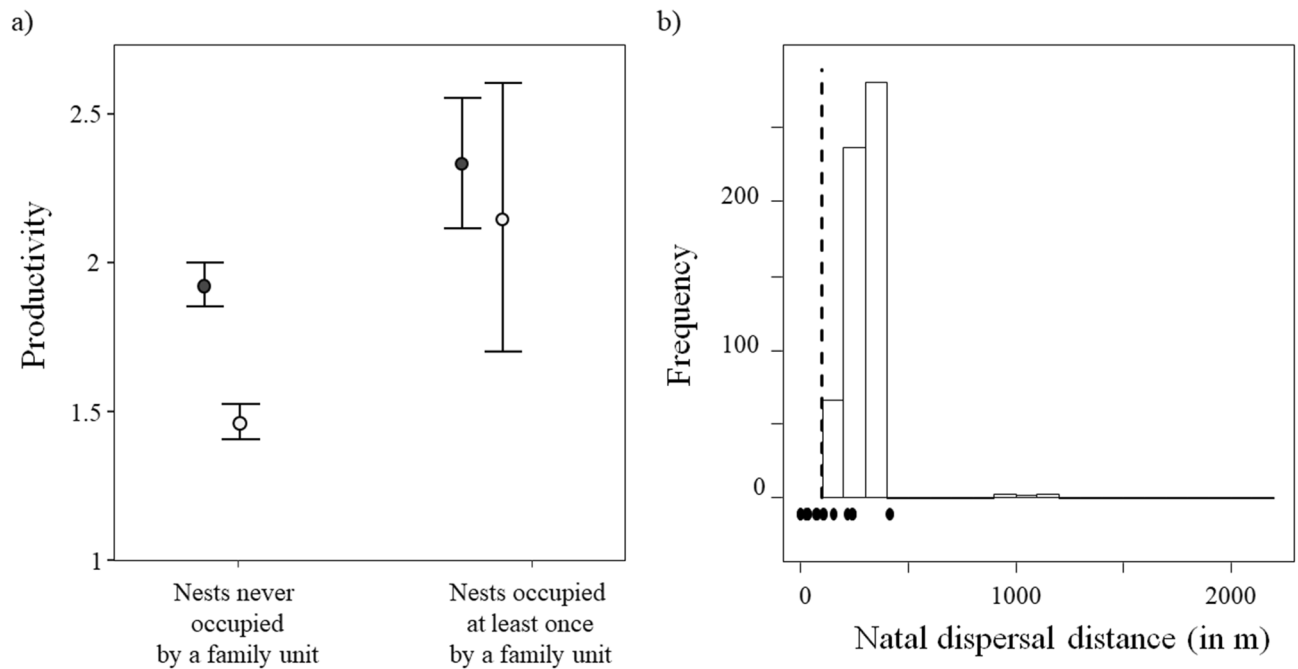 a)
Productivity
2.5
2
1.5
1
Nests never
occupied
by a family unit
Nests occupied
at least once
by a family unit
b)
Frequency
200
100
0
0
1000
2000
Natal dispersal distance (in m)